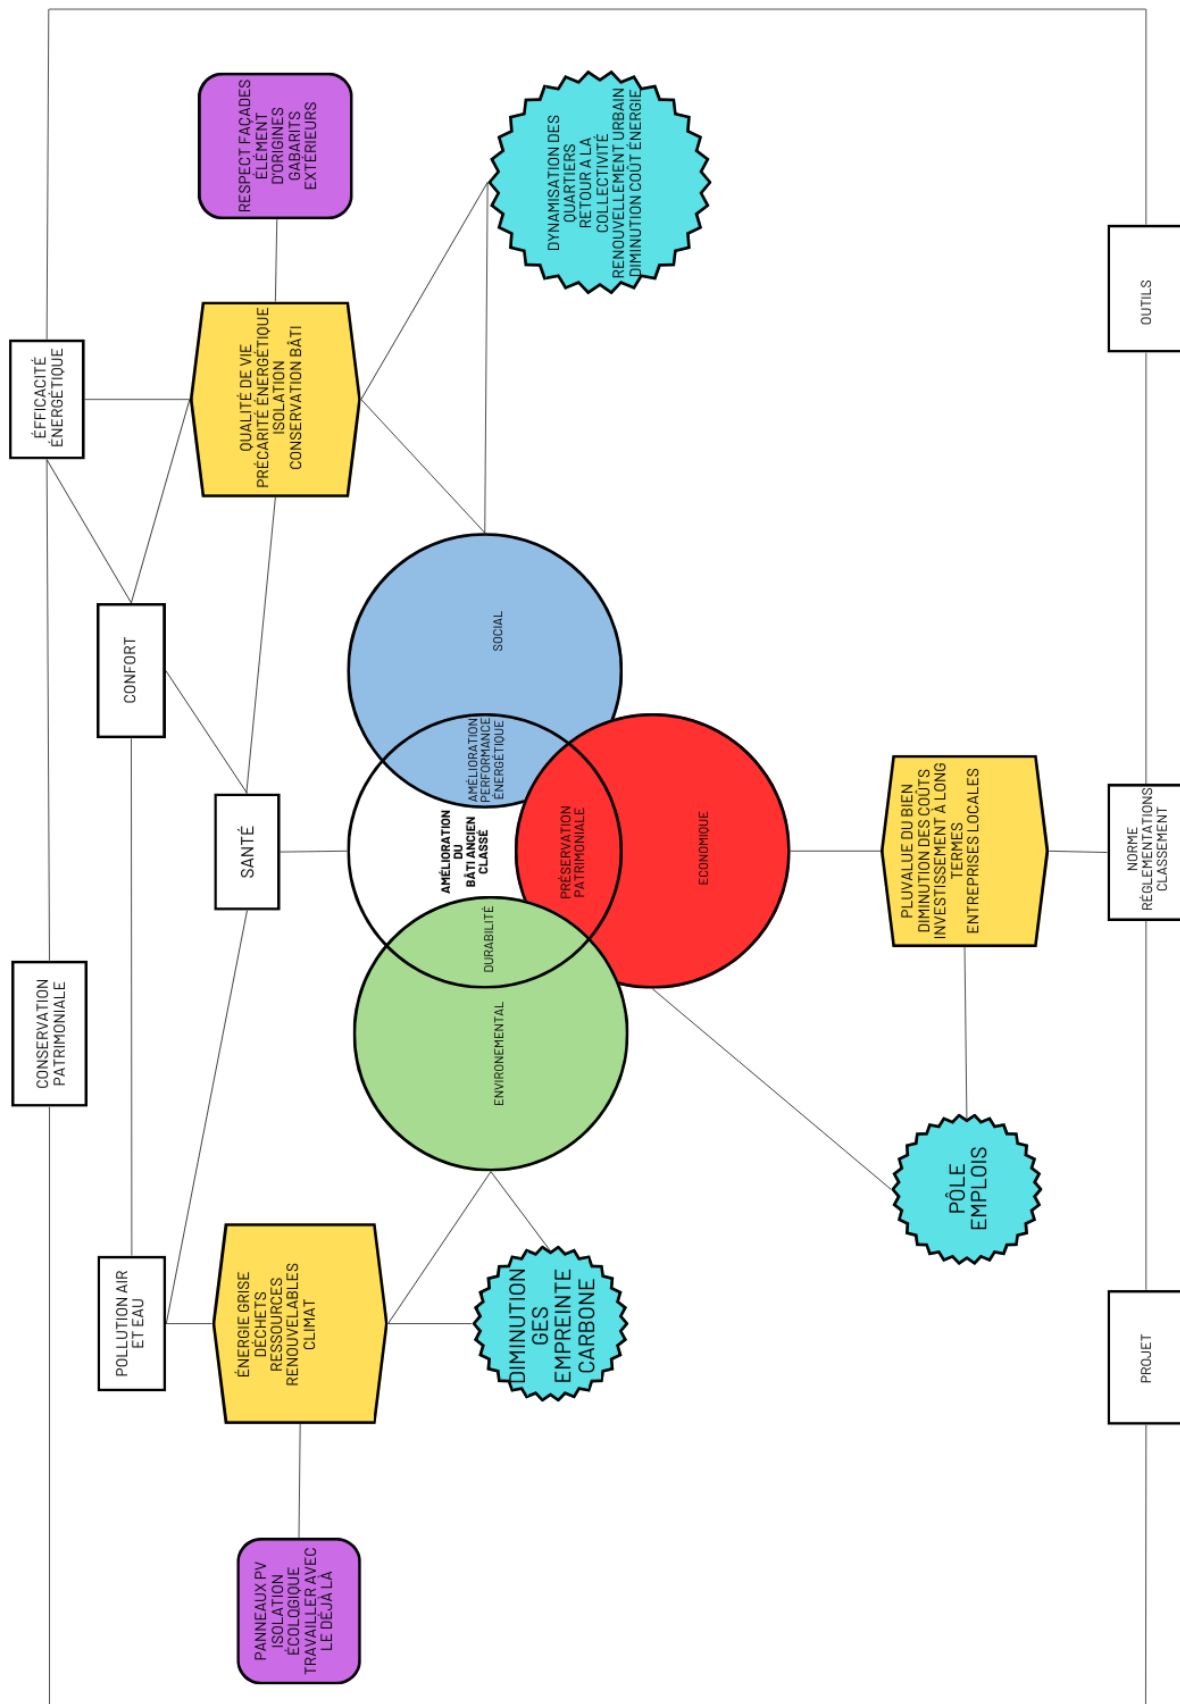 CONSERVATION
PATRIMONIALE
ÉFFICACITÉ
ÉNERGÉTIQUE
POLLUTION AIR
ET EAU
CONFORT
SANTÉ
PANNEAUX PV
ISOLATION
ÉCOLOGIQUE
TRAVAILLER AVEC
LE DÉJÀ LÀ
ÉNERGIE GRISE
DÉCHETS
RESSOURCES
RENOUVELABLES
CLIMAT
QUALITÉ DE VIE
PRÉCARITÉ ÉNERGÉTIQUE
ISOLATION
CONSERVATION BÂTI
RESPECT FAÇADES
ÉLÉMENT
D'ORIGINES
GABARITS
EXTÉRIEURS
AMÉLIORATION
DU
BÂTI ANCIEN
CLASSÉ
ENVIRONEMENTAL
DURABILITÉ
AMÉLIORATION
PERFORMANCE
ÉNERGÉTIQUE
SOCIAL
DIMINUTION
GES
EMPREINTE
CARBONE
DYNAMISATION DES
QUARTIERS
RETOUR A LA
COLLECTIVITÉ
RENOUVELLEMENT URBAIN
DIMINUTION COÛT ÉNERGIE
PRÉSERVATION
PATRIMONIALE
ECONOMIQUE
PÔLE
EMPLOIS
PLUVALUE DU BIEN
DIMINUTION DES COÛTS
INVESTISSEMENT À LONG
TERMES
ENTREPRISES LOCALES
PROJET
NORME
RÉGLEMENTATIONS
CLASSEMENT
OUTILS